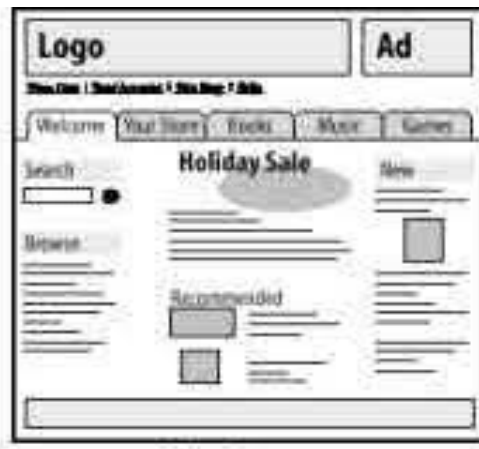 Logo
Ad
Welcome Your Store Books Music Games
Holiday Sale
Search
New
Browse
Recommended